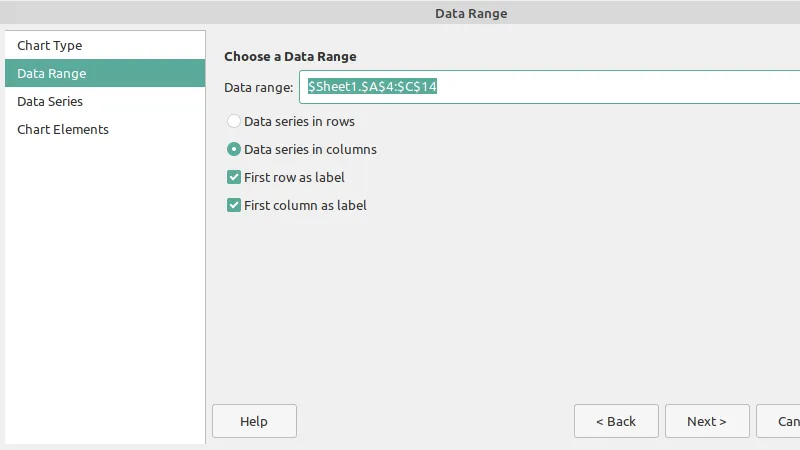 Data Range
Chart Type
Data Range
Data Series
Chart Elements
Choose a Data Range
Data range: $Sheet1.$A$4:$C$14
Data series in rows
Data series in columns
First row as label
First column as label
Help
< Back
Next >
Can